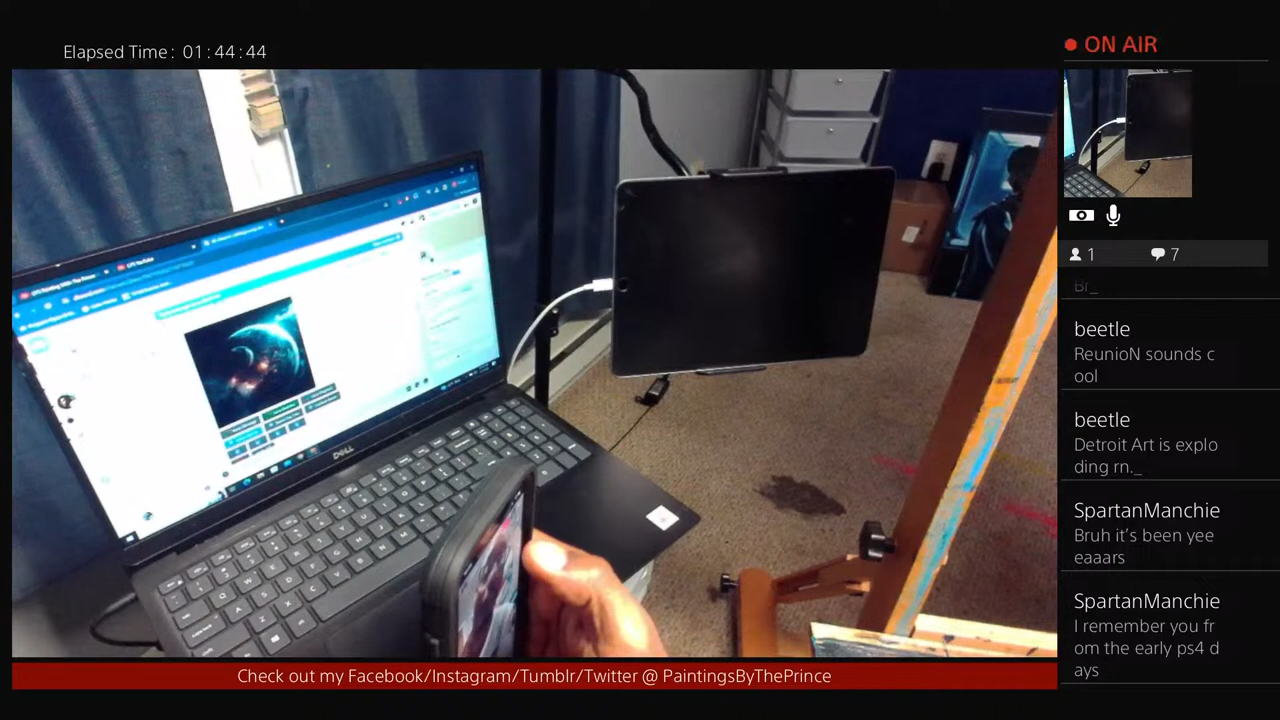 Elapsed Time: 01:44:44
ON AIR
1
7
beetle
ReunioN sounds c
ool
beetle
Detroit Art is explo
ding rn._
SpartanManchie
Bruh it's been yee
eaaars
SpartanManchie
I remember you fr
om the early ps4 d
ays
DELL
Check out my Facebook/Instagram/Tumblr/Twitter @ PaintingsByThePrince